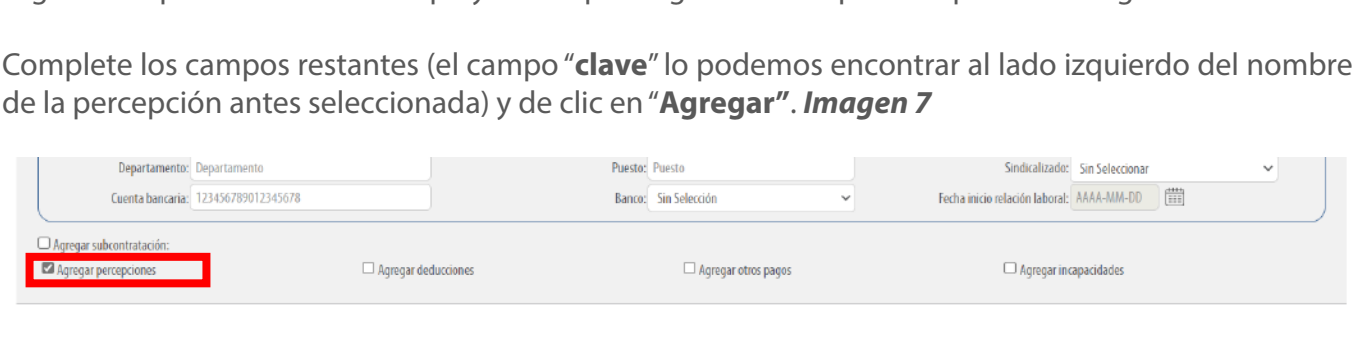 Complete los campos restantes (el campo “clave” lo podemos encontrar al lado izquierdo del nombre
de la percepción antes seleccionada) y de clic en “Agregar”. Imagen 7
Departamento: Departamento Puesto: Puesto Sindicalizado: Sin Seleccionar
Cuenta bancaria: 123456789012345678 Banco: Sin Selección Fecha inicio relación laboral: AAAA-MM-DD
Agregar subcontratación:
Agregar percepciones Agregar deducciones Agregar otros pagos Agregar incapacidades